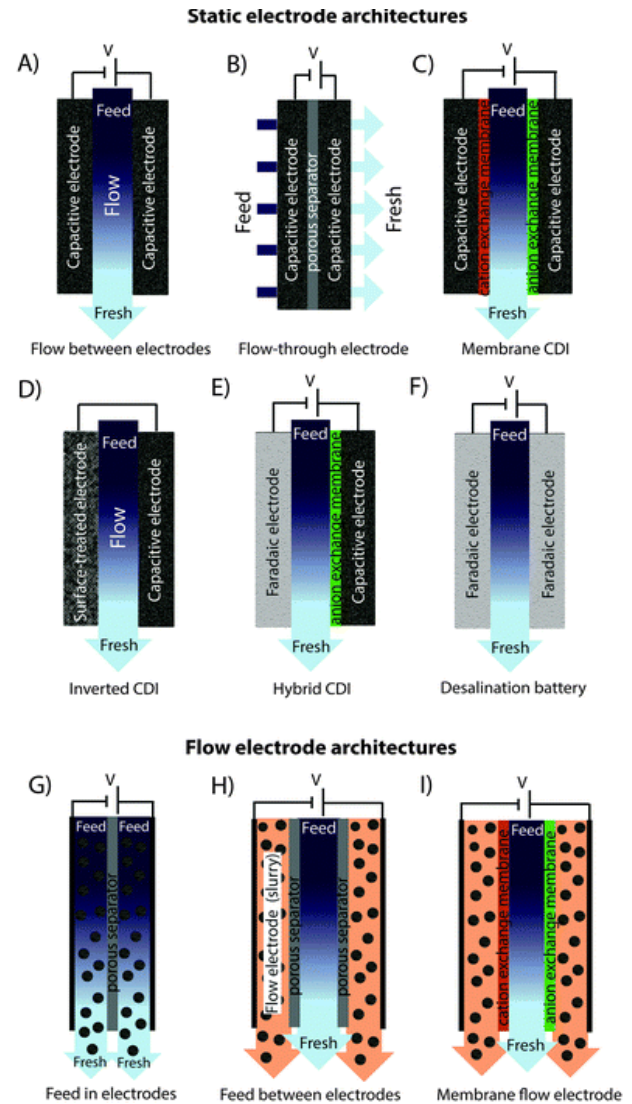 Static electrode architectures
A)
V
Feed
Capacitive electrode
Flow
Capacitive electrode
Fresh
Flow between electrodes
B)
V
Feed
Capacitive electrode
porous separator
Capacitive electrode
Fresh
Flow-through electrode
C)
V
Feed
Capacitive electrode
cation exchange membrane
anion exchange membrane
Capacitive electrode
Fresh
Membrane CDI
D)
Feed
Surface-treated electrode
Flow
Capacitive electrode
Fresh
Inverted CDI
E)
V
Feed
Faradaic electrode
anion exchange membrane
Capacitive electrode
Fresh
Hybrid CDI
F)
V
Feed
Faradaic electrode
Faradaic electrode
Fresh
Desalination battery
Flow electrode architectures
G)
V
Feed
Feed
porous separator
Fresh
Fresh
Feed in electrodes
H)
V
Feed
Flow electrode (slurry)
porous separator
porous separator
Fresh
Feed between electrodes
I)
V
Feed
cation exchange membrane
anion exchange membrane
Fresh
Membrane flow electrode